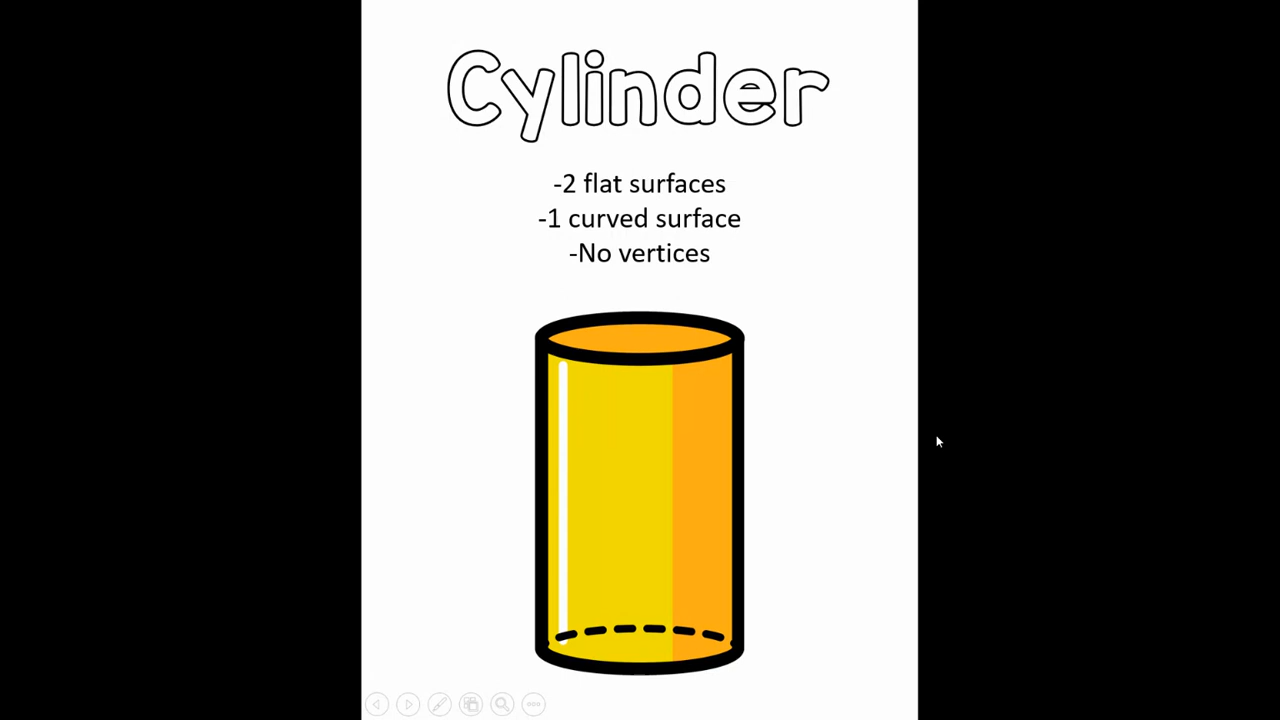 Cylinder
-2 flat surfaces
-1 curved surface
-No vertices